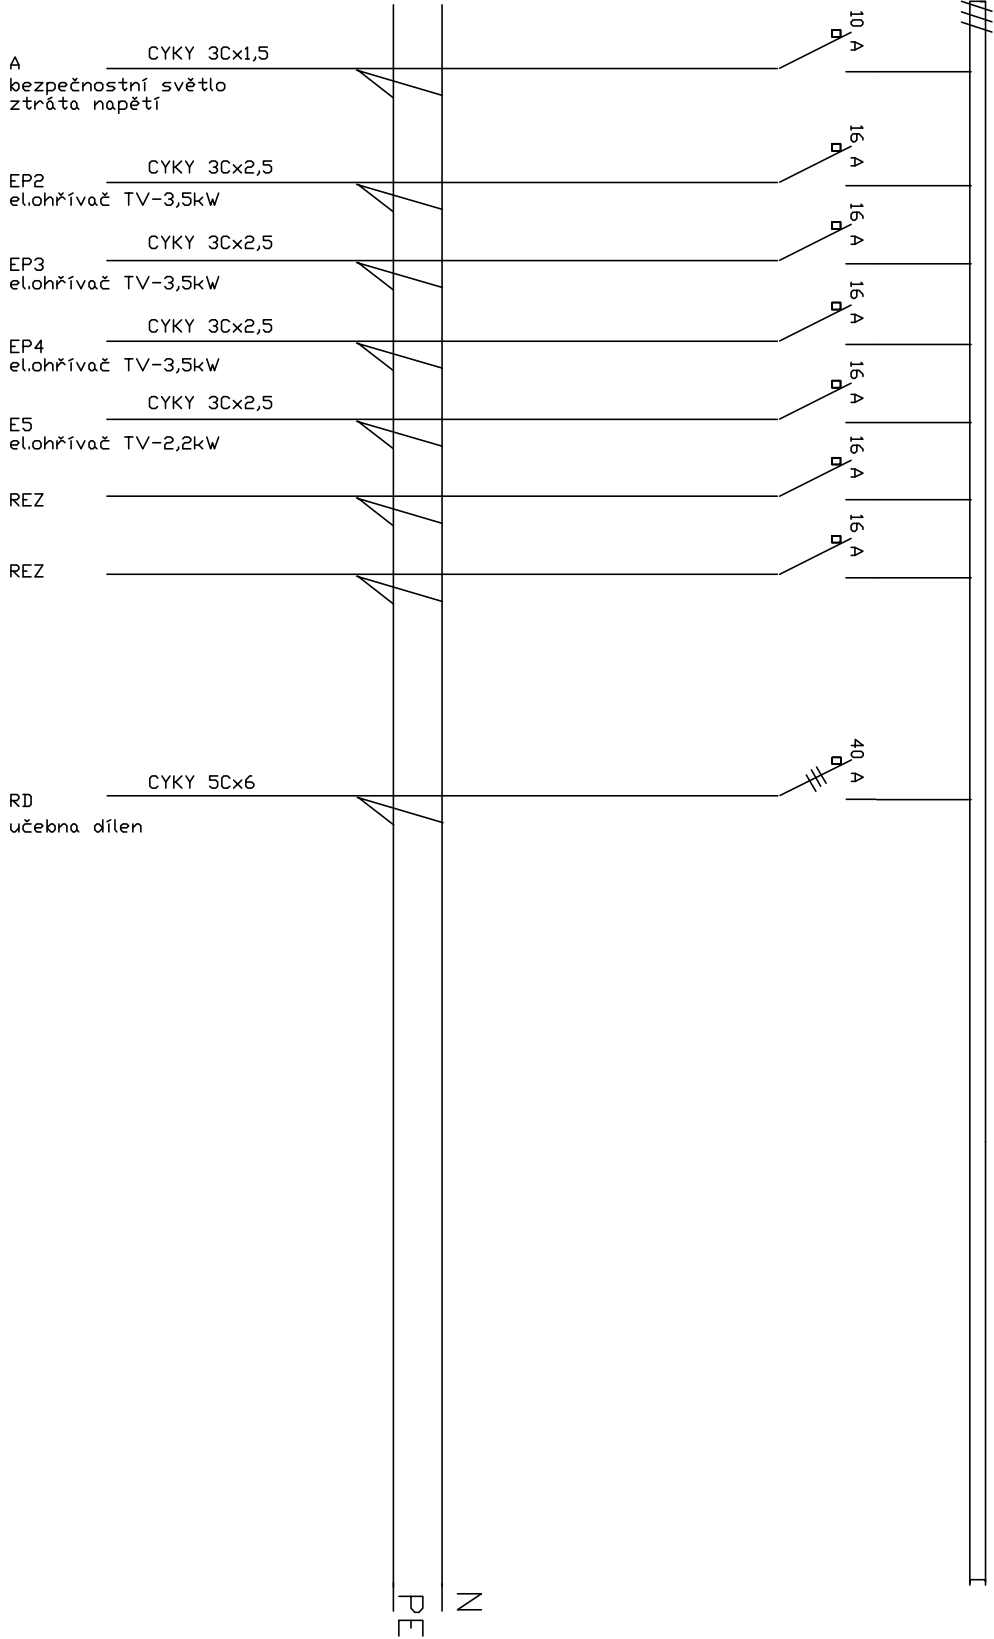 10 A
CYKY 3Cx1,5
A
bezpečnostní světlo
ztráta napětí
16 A
CYKY 3Cx2,5
EP2
el.ohřívač TV-3,5kW
16 A
CYKY 3Cx2,5
EP3
el.ohřívač TV-3,5kW
16 A
CYKY 3Cx2,5
EP4
el.ohřívač TV-3,5kW
16 A
CYKY 3Cx2,5
E5
el.ohřívač TV-2,2kW
16 A
REZ
16 A
REZ
40 A
CYKY 5Cx6
RD
učebna dílen
N
PE